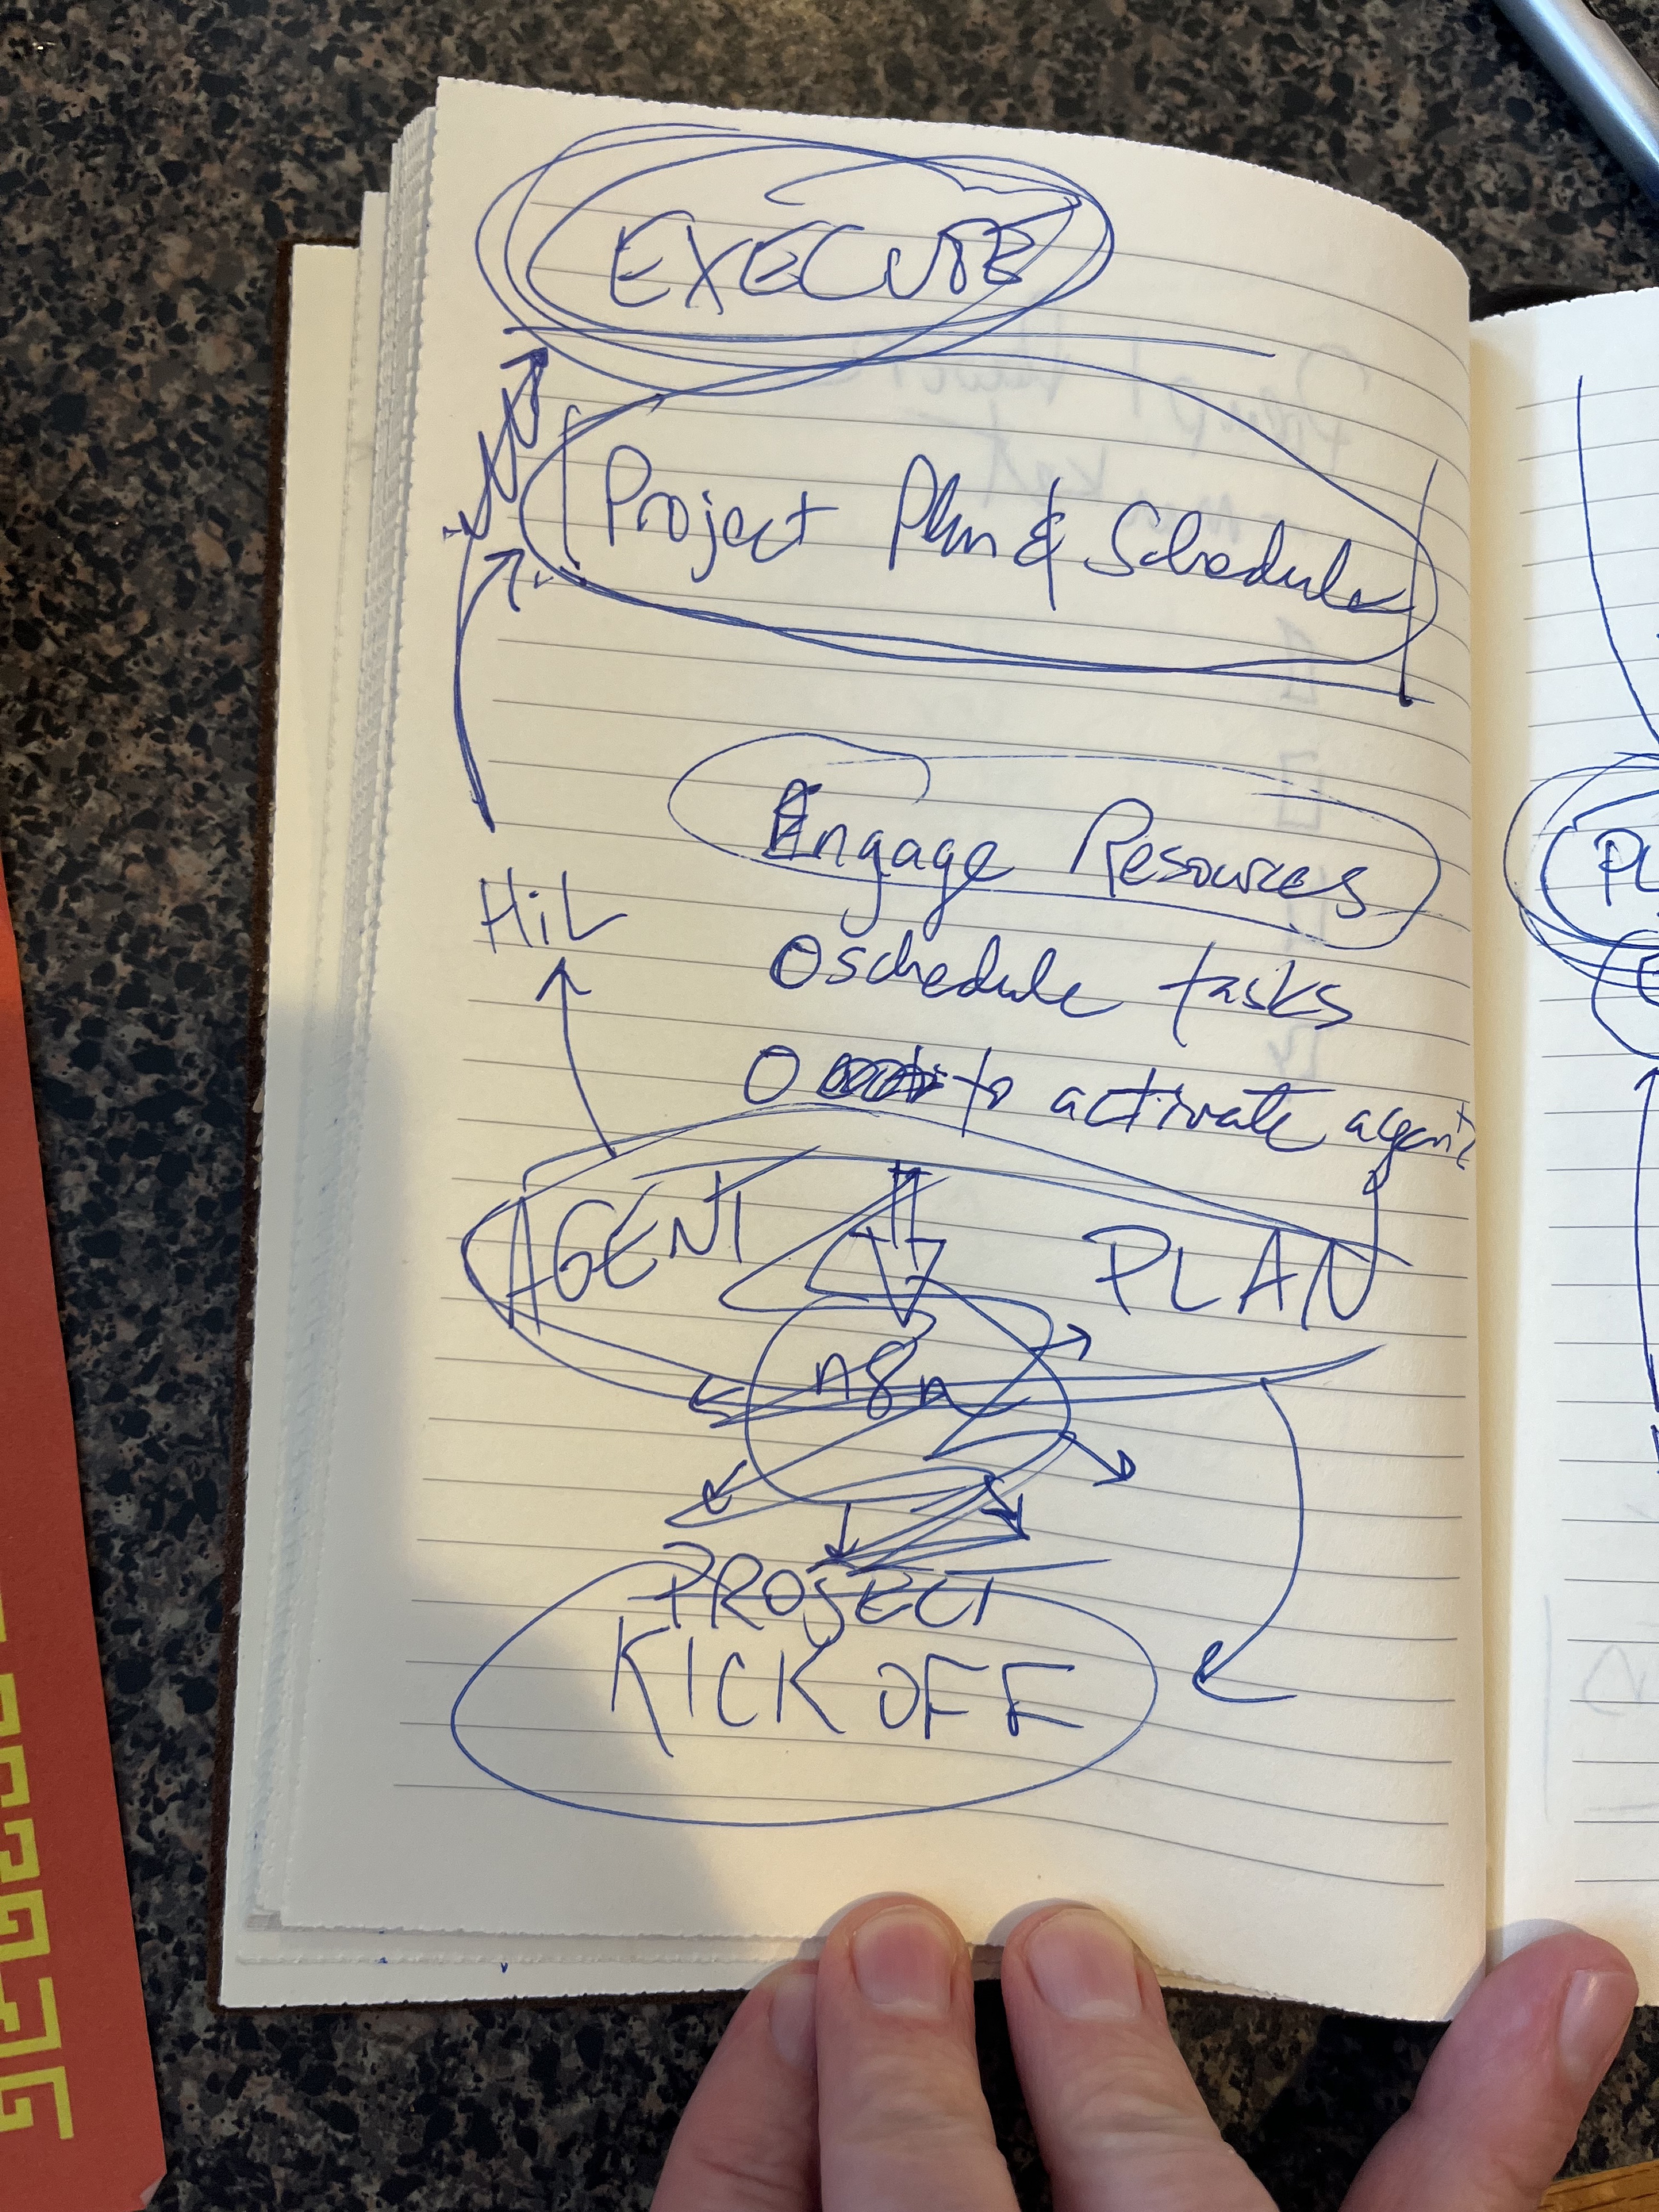 EXECUTE
Project Plan & Schedule
Engage Resources
HiL
O schedule tasks
O to activate agents
AGENT PLAN
n8n
PROJECT
KICK OFF
PL